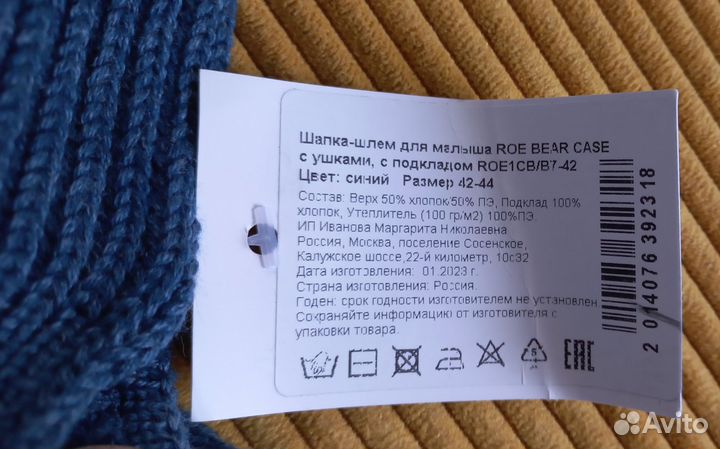 Шапка-шлем для малыша ROE BEAR CASE
с ушками, с подкладом ROE1CB/B7-42
Цвет: синий Размер 42-44
Состав: Верх 50% хлопок/50% ПЭ, Подклад 100%
хлопок, Утеплитель (100 гр/м2) 100%ПЭ.
ИП Иванова Маргарита Николаевна
Россия, Москва, поселение Сосенское,
Калужское шоссе,22-й километр, 10с32
Дата изготовления: 01.2023 г.
Страна изготовления: Россия.
Годен: срок годности изготовителем не установлен
Сохраняйте информацию от изготовителя с
упаковки товара.
5
EAC
2 014076 392318
Avito